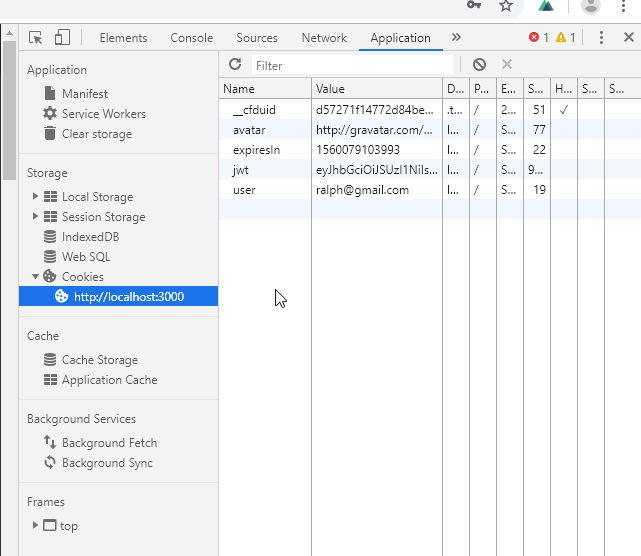 Elements Console Sources Network Application » 1 1
Application
Manifest
Service Workers
Clear storage
Storage
Local Storage
Session Storage
IndexedDB
Web SQL
Cookies
http://localhost:3000
Cache
Cache Storage
Application Cache
Background Services
Background Fetch
Background Sync
Frames
top
Filter
Name Value D... P... E... S... H... S... S...
__cfduid d57271f14772d84be... .t... / 2... 51 ✓
avatar http://gravatar.com/... l... / S... 77
expiresIn 1560079103993 l... / S... 22
jwt eyJhbGciOiJSUzI1NiIs... l... / S... 9...
user ralph@gmail.com l... / S... 19